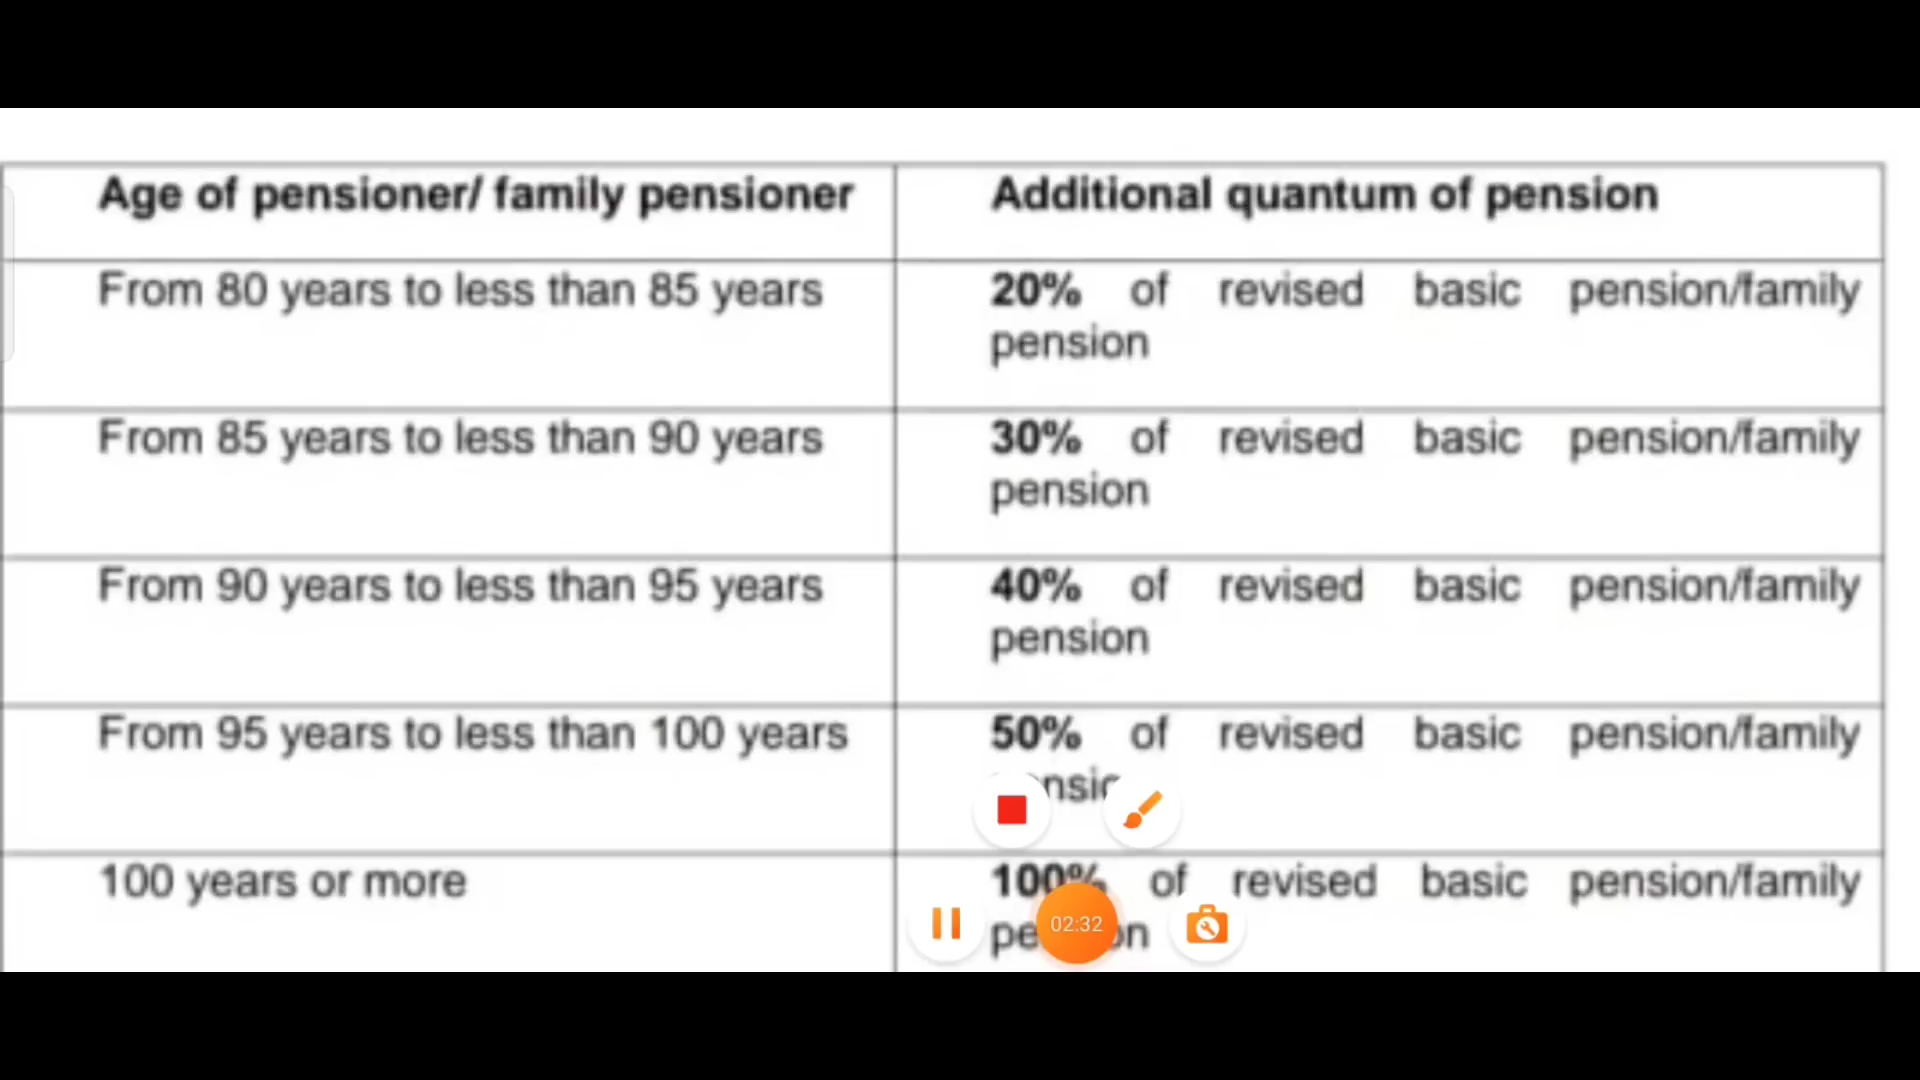 Age of pensioner/ family pensioner
Additional quantum of pension
From 80 years to less than 85 years
20% of revised basic pension/family
pension
From 85 years to less than 90 years
30% of revised basic pension/family
pension
From 90 years to less than 95 years
40% of revised basic pension/family
pension
From 95 years to less than 100 years
50% of revised basic pension/family
100 years or more
100% of revised basic pension/family
02:32